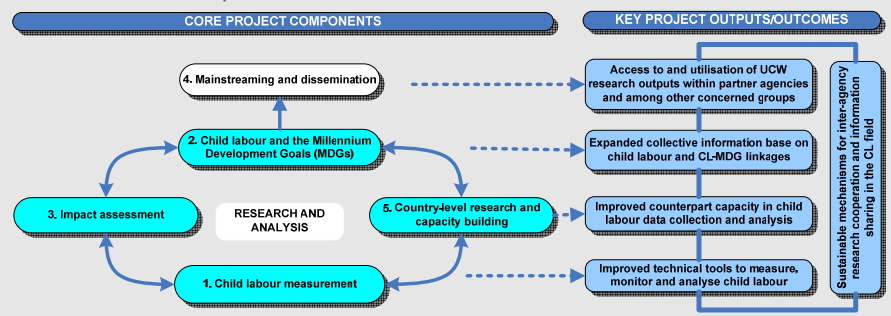 CORE PROJECT COMPONENTS
KEY PROJECT OUTPUTS/OUTCOMES
4. Mainstreaming and dissemination
Access to and utilisation of UCW
research outputs within partner agencies
and among other concerned groups
2. Child labour and the Millennium
Development Goals (MDGs)
Expanded collective information base on
child labour and CL-MDG linkages
3. Impact assessment
RESEARCH AND
ANALYSIS
5. Country-level research and
capacity building
Improved counterpart capacity in child
labour data collection and analysis
1. Child labour measurement
Improved technical tools to measure,
monitor and analyse child labour
Sustainable mechanisms for inter-agency
research cooperation and information
sharing in the CL field